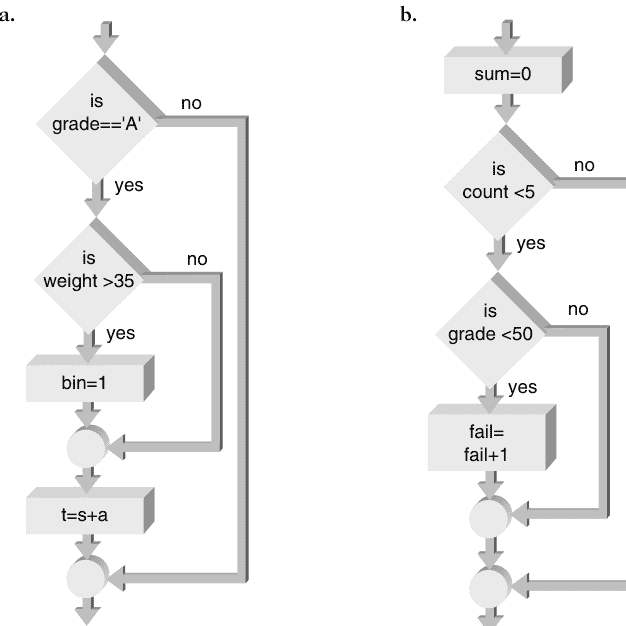 a.
is
grade=='A'
no
yes
is
weight >35
no
yes
bin=1
t=s+a
b.
sum=0
is
count <5
no
yes
is
grade <50
no
yes
fail=
fail+1